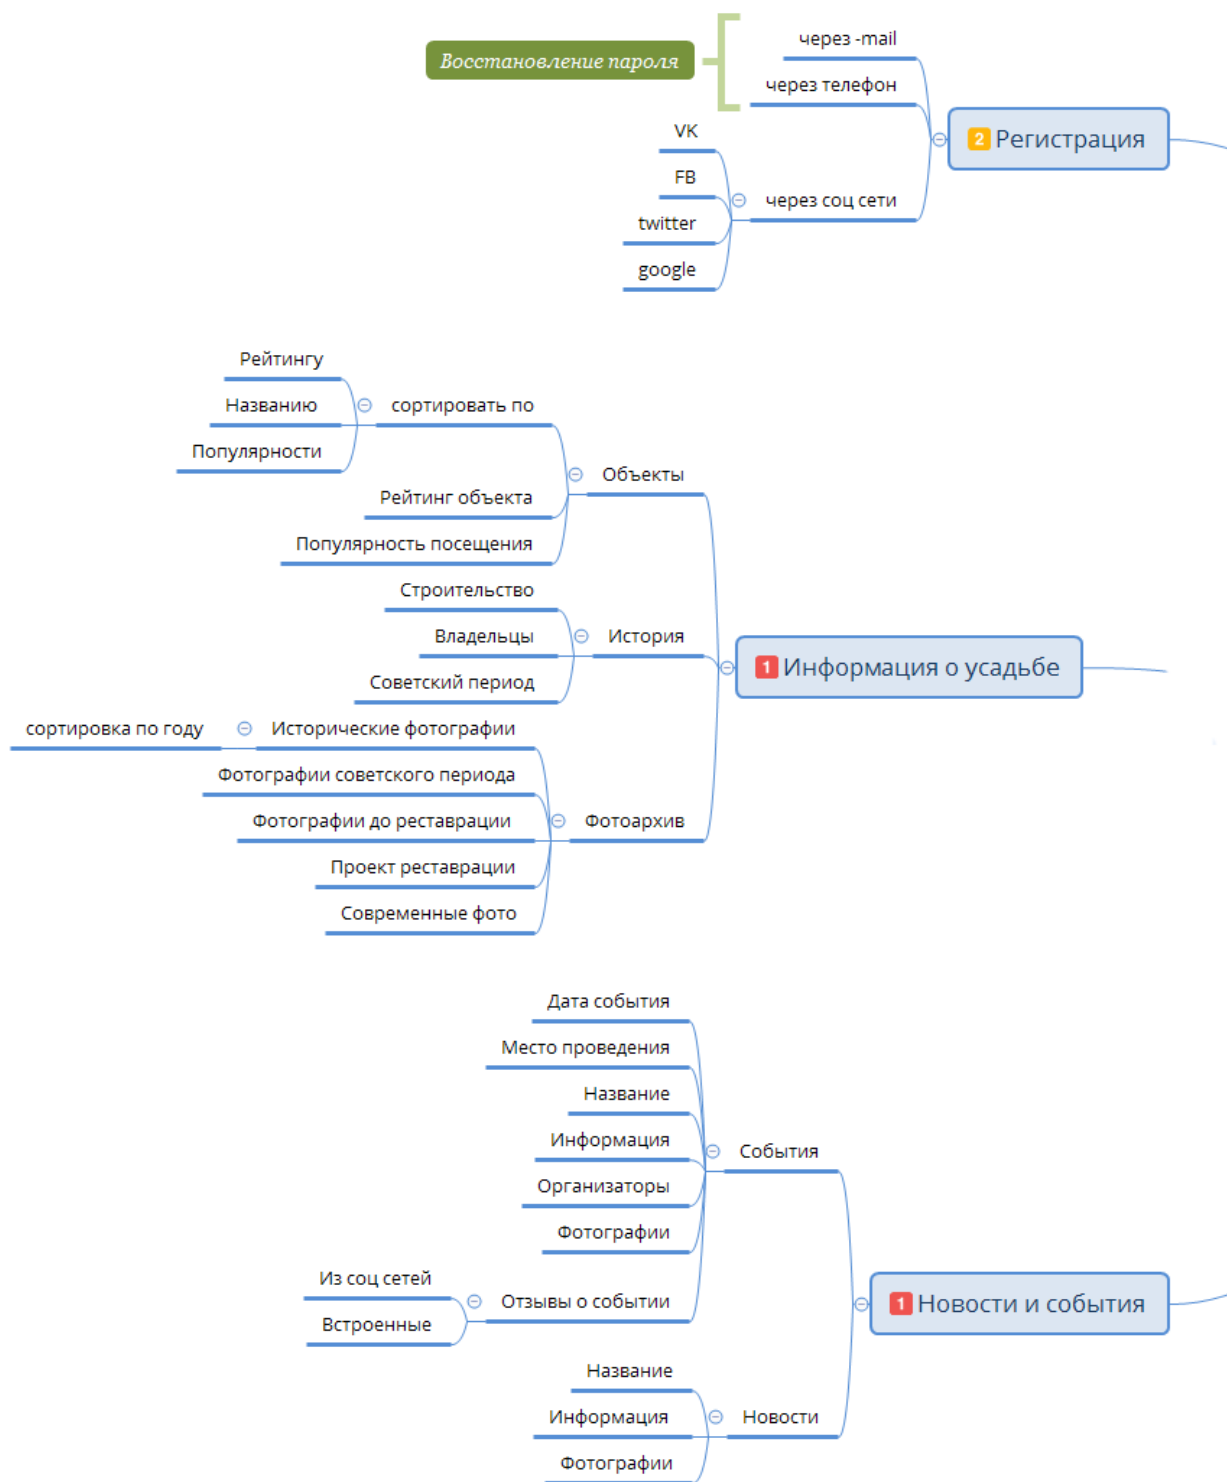 через -mail
Восстановление пароля
через телефон
VK
2 Регистрация
FB
через соц сети
twitter
google
Рейтингу
Названию
сортировать по
Популярности
Объекты
Рейтинг объекта
Популярность посещения
Строительство
Владельцы
История
Советский период
1 Информация о усадьбе
сортировка по году
Исторические фотографии
Фотографии советского периода
Фотографии до реставрации
Фотоархив
Проект реставрации
Современные фото
Дата события
Место проведения
Название
Информация
События
Организаторы
Фотографии
Из соц сетей
Отзывы о событии
Встроенные
1 Новости и события
Название
Информация
Новости
Фотографии